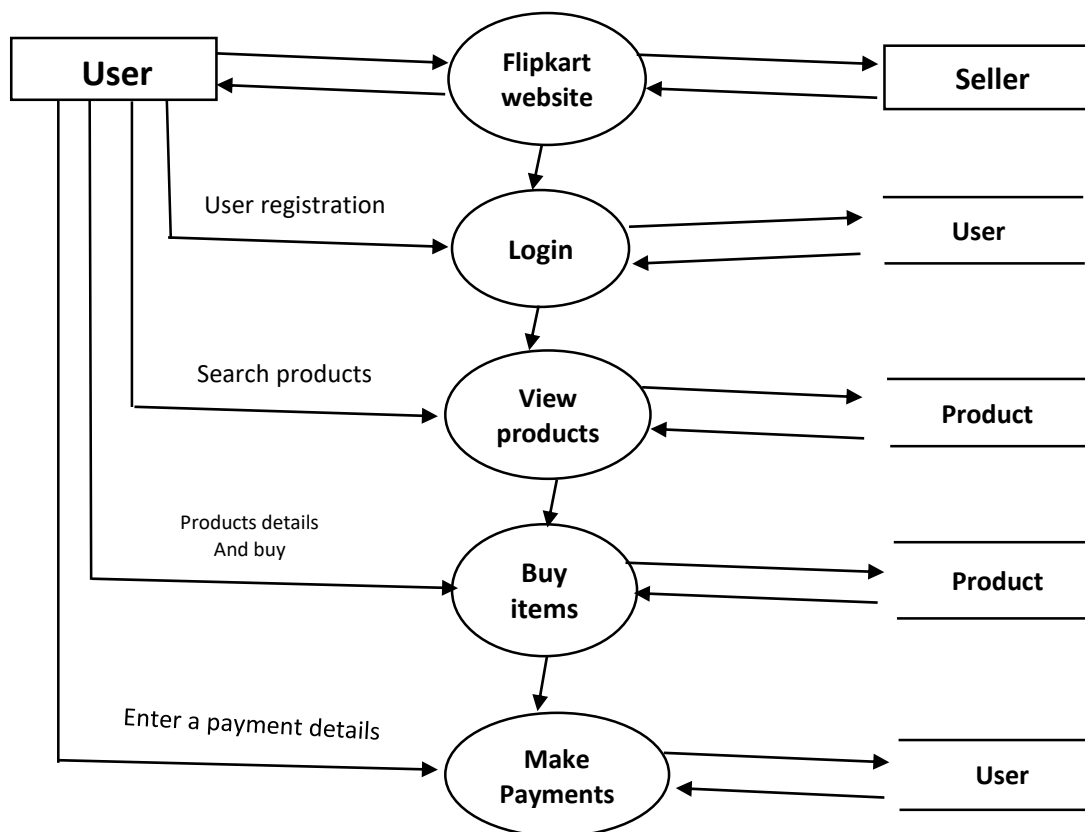 User
Flipkart
website
Seller
User registration
Login
User
Search products
View
products
Product
Products details
And buy
Buy
items
Product
Enter a payment details
Make
Payments
User